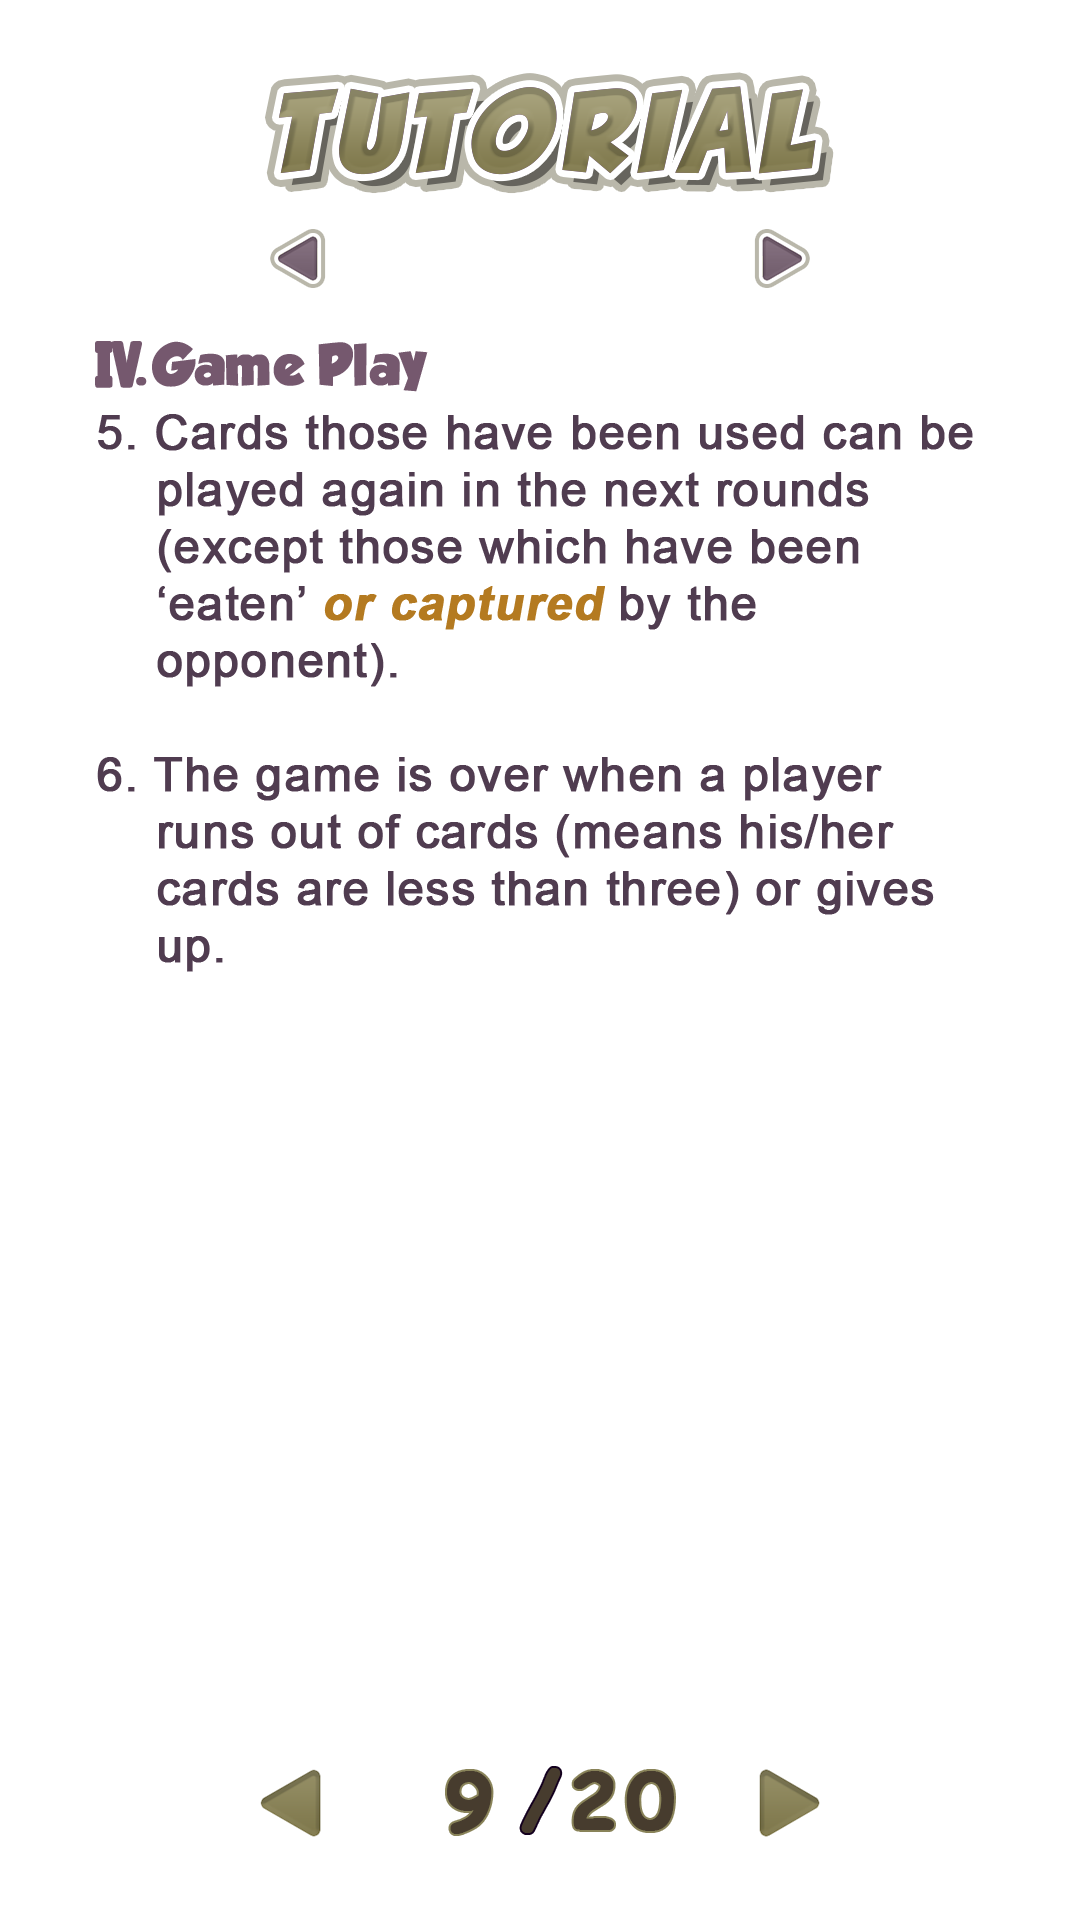 TUTORIAL
IV. Game Play
5. Cards those have been used can be
played again in the next rounds
(except those which have been
‘eaten’ or captured by the
opponent).
6. The game is over when a player
runs out of cards (means his/her
cards are less than three) or gives
up.
9 /20